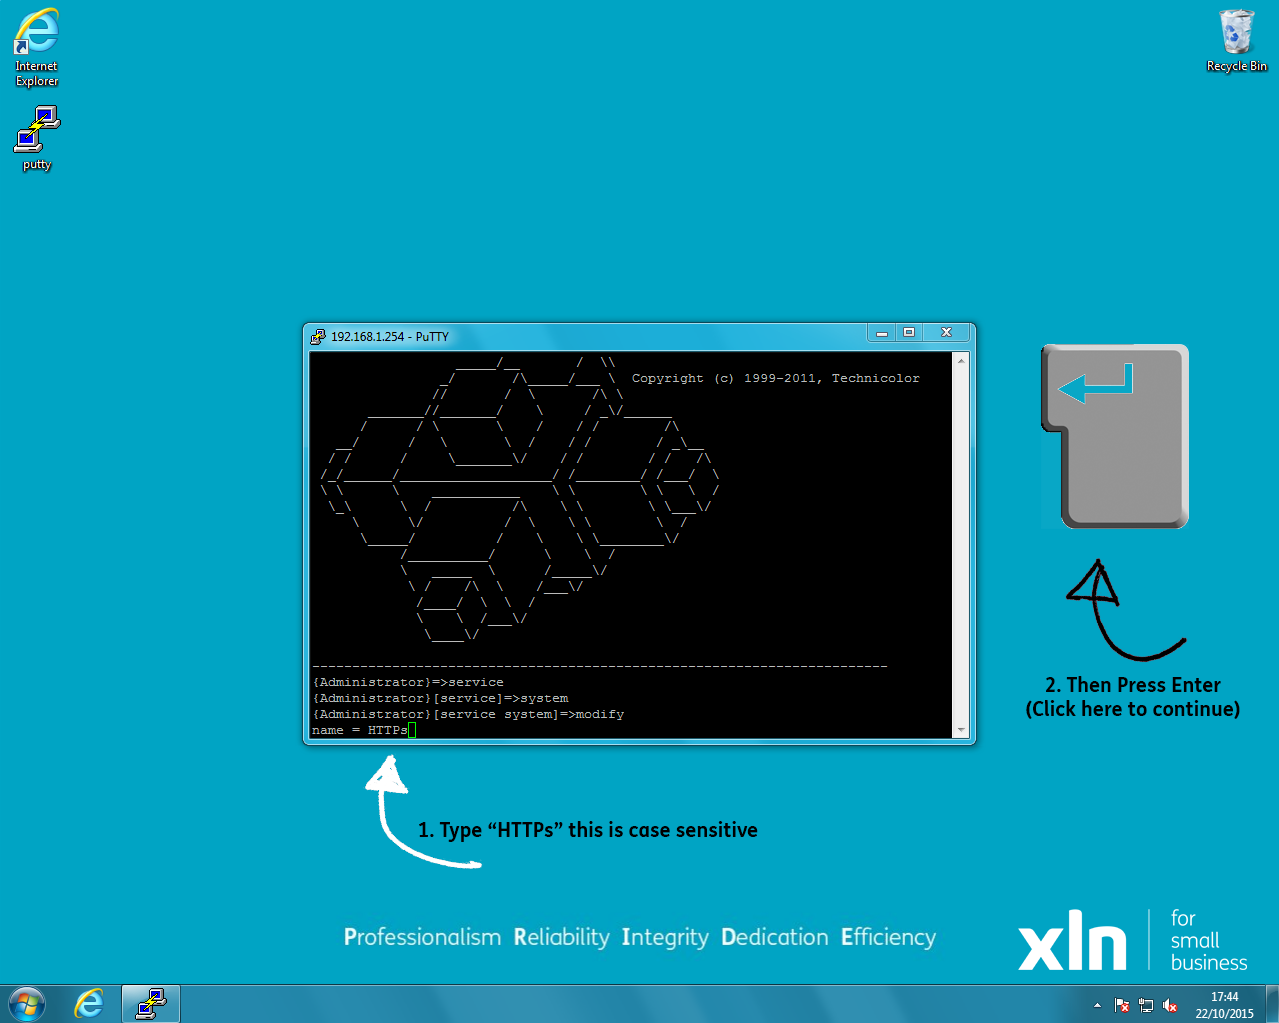 Internet
Explorer
putty
Recycle Bin
192.168.1.254 - PuTTY
Copyright (c) 1999-2011, Technicolor
------------------------------------------------------------------------
{Administrator}=>service
{Administrator}[service]=>system
{Administrator}[service system]=>modify
name = HTTPs
2. Then Press Enter
(Click here to continue)
1. Type “HTTPs” this is case sensitive
Professionalism Reliability Integrity Dedication Efficiency
xln
for
small
business
17:44
22/10/2015